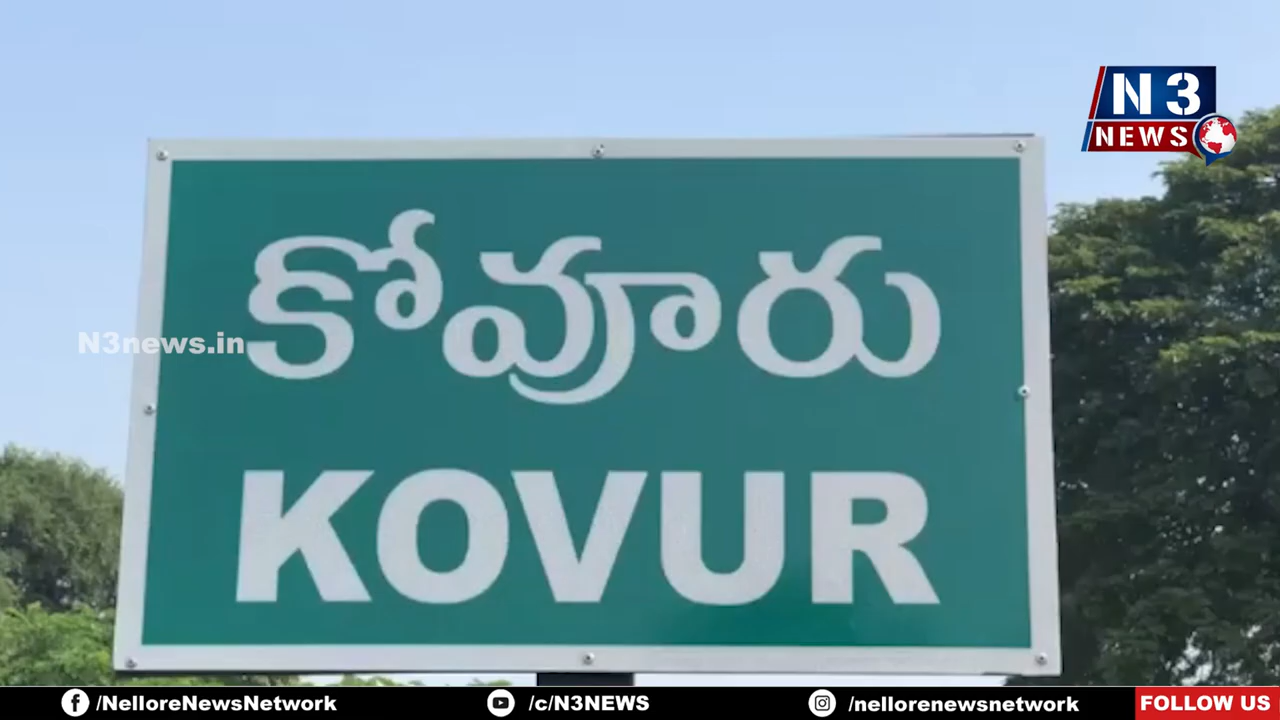 N3
NEWS
కోవూరు
N3news.in
KOVUR
/NelloreNewsNetwork
/c/N3NEWS
/nellorenewsnetwork
FOLLOW US